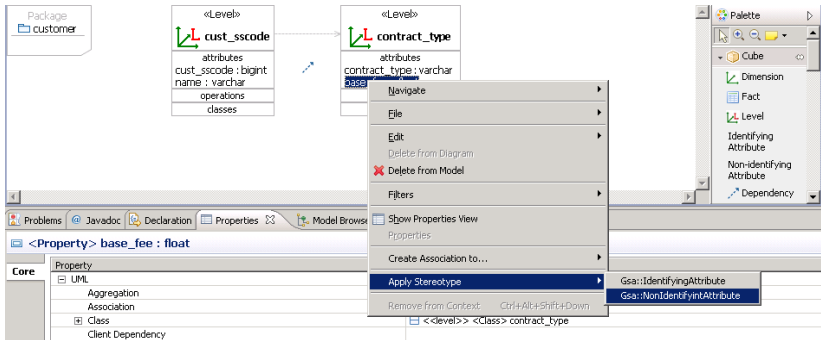 Package
customer
«Level»
cust_sscode
attributes
cust_sscode : bigint
name : varchar
operations
classes
«Level»
contract_type
attributes
contract_type : varchar
base
Navigate
File
Edit
Delete from Diagram
Delete from Model
Filters
Show Properties View
Properties
Create Association to...
Apply Stereotype
Remove from Context Ctrl+Alt+Shift+Down
Gsa::IdentifyingAttribute
Gsa::NonIdentifyintAttribute
Palette
Cube
Dimension
Fact
Level
Identifying
Attribute
Non-identifying
Attribute
Dependency
Problems @ Javadoc Declaration Properties Model Browse
<Property> base_fee : float
Core
Property
UML
Aggregation
Association
Class
<<level>> <Class> contract_type
Client Dependency